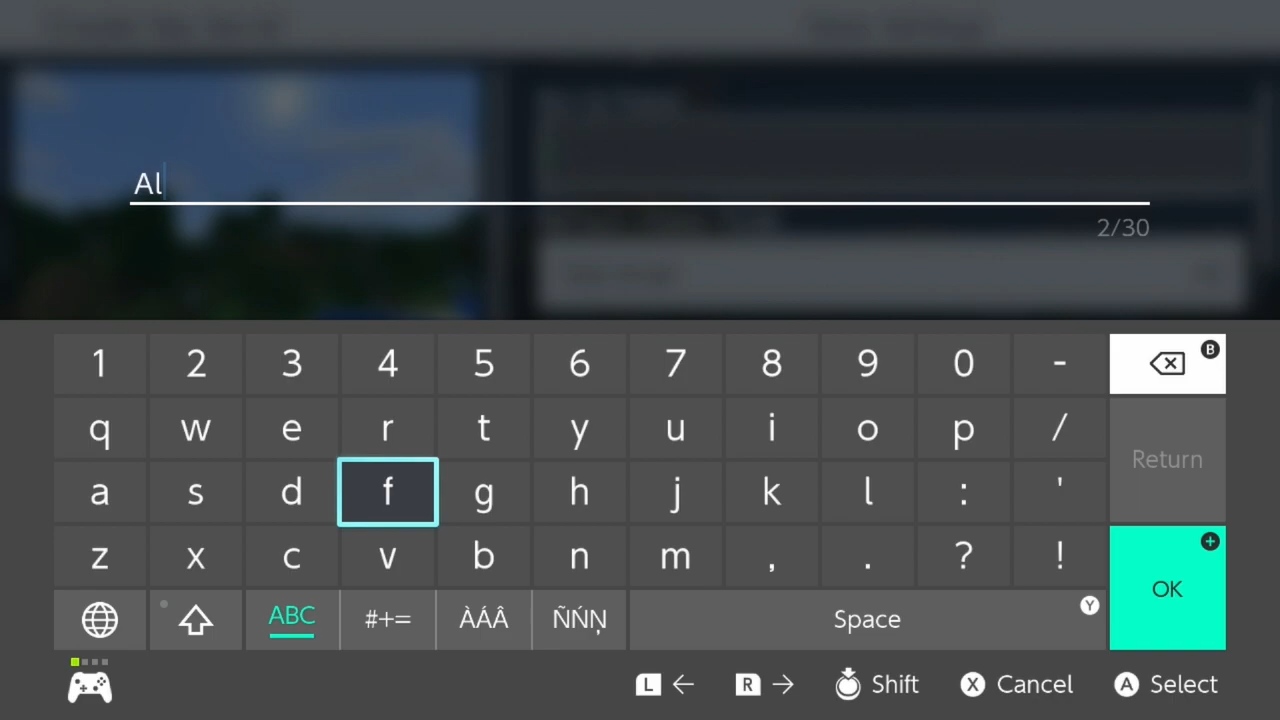 Al
2/30
1 2 3 4 5 6 7 8 9 0 - B
q w e r t y u i o p /
Return
a s d f g h j k l : '
z x c v b n m , . ? !
OK +
ABC #+= ÀÁÂ ÑŃŅ Space Y
L ← R → Shift X Cancel A Select